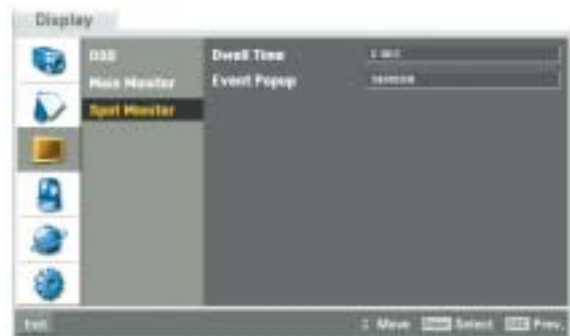 Display
OSD
Main Monitor
Spot Monitor
Dwell Time
Event Popup
Exit
Move Select Prev.